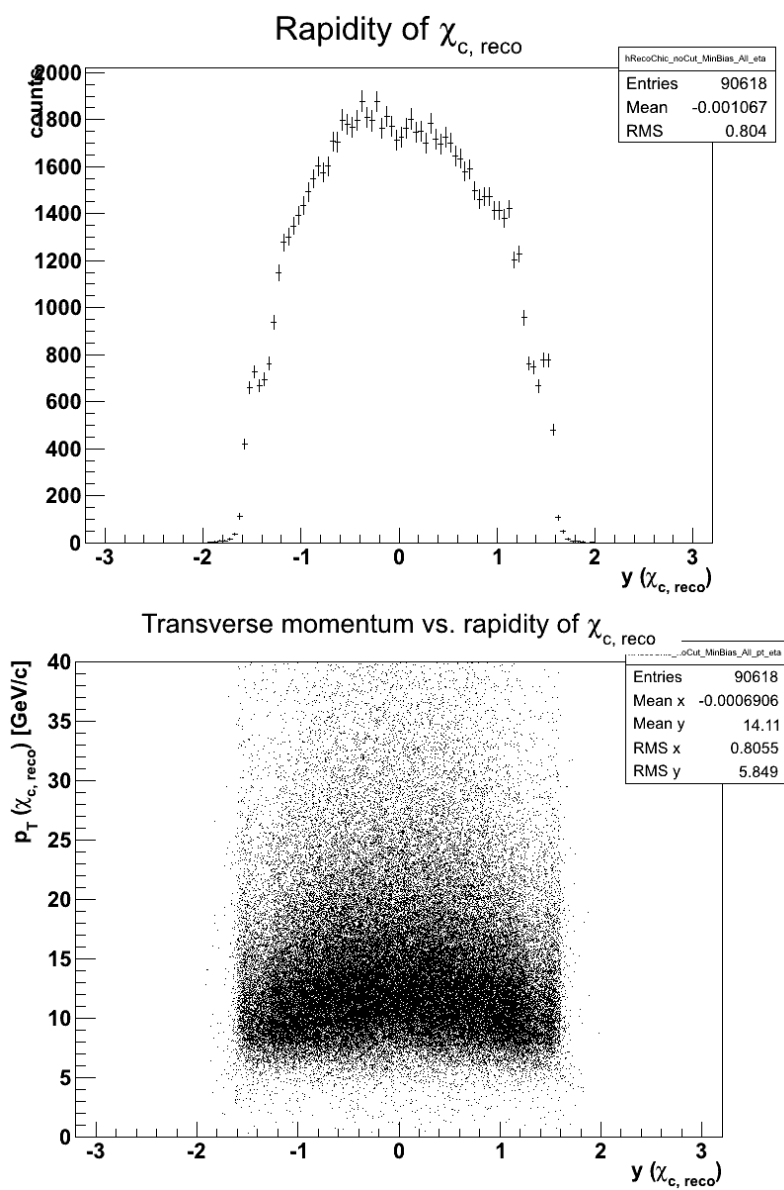 Rapidity of χc, reco
hRecoChic_noCut_MinBias_All_eta
Entries 90618
Mean -0.001067
RMS 0.804
counts
2000
1800
1600
1400
1200
1000
800
600
400
200
0
-3 -2 -1 0 1 2 3
y (χc, reco)
Transverse momentum vs. rapidity of χc, reco
_noCut_MinBias_All_pt_eta
Entries 90618
Mean x -0.0006906
Mean y 14.11
RMS x 0.8055
RMS y 5.849
pT (χc, reco) [GeV/c]
40
35
30
25
20
15
10
5
0
-3 -2 -1 0 1 2 3
y (χc, reco)